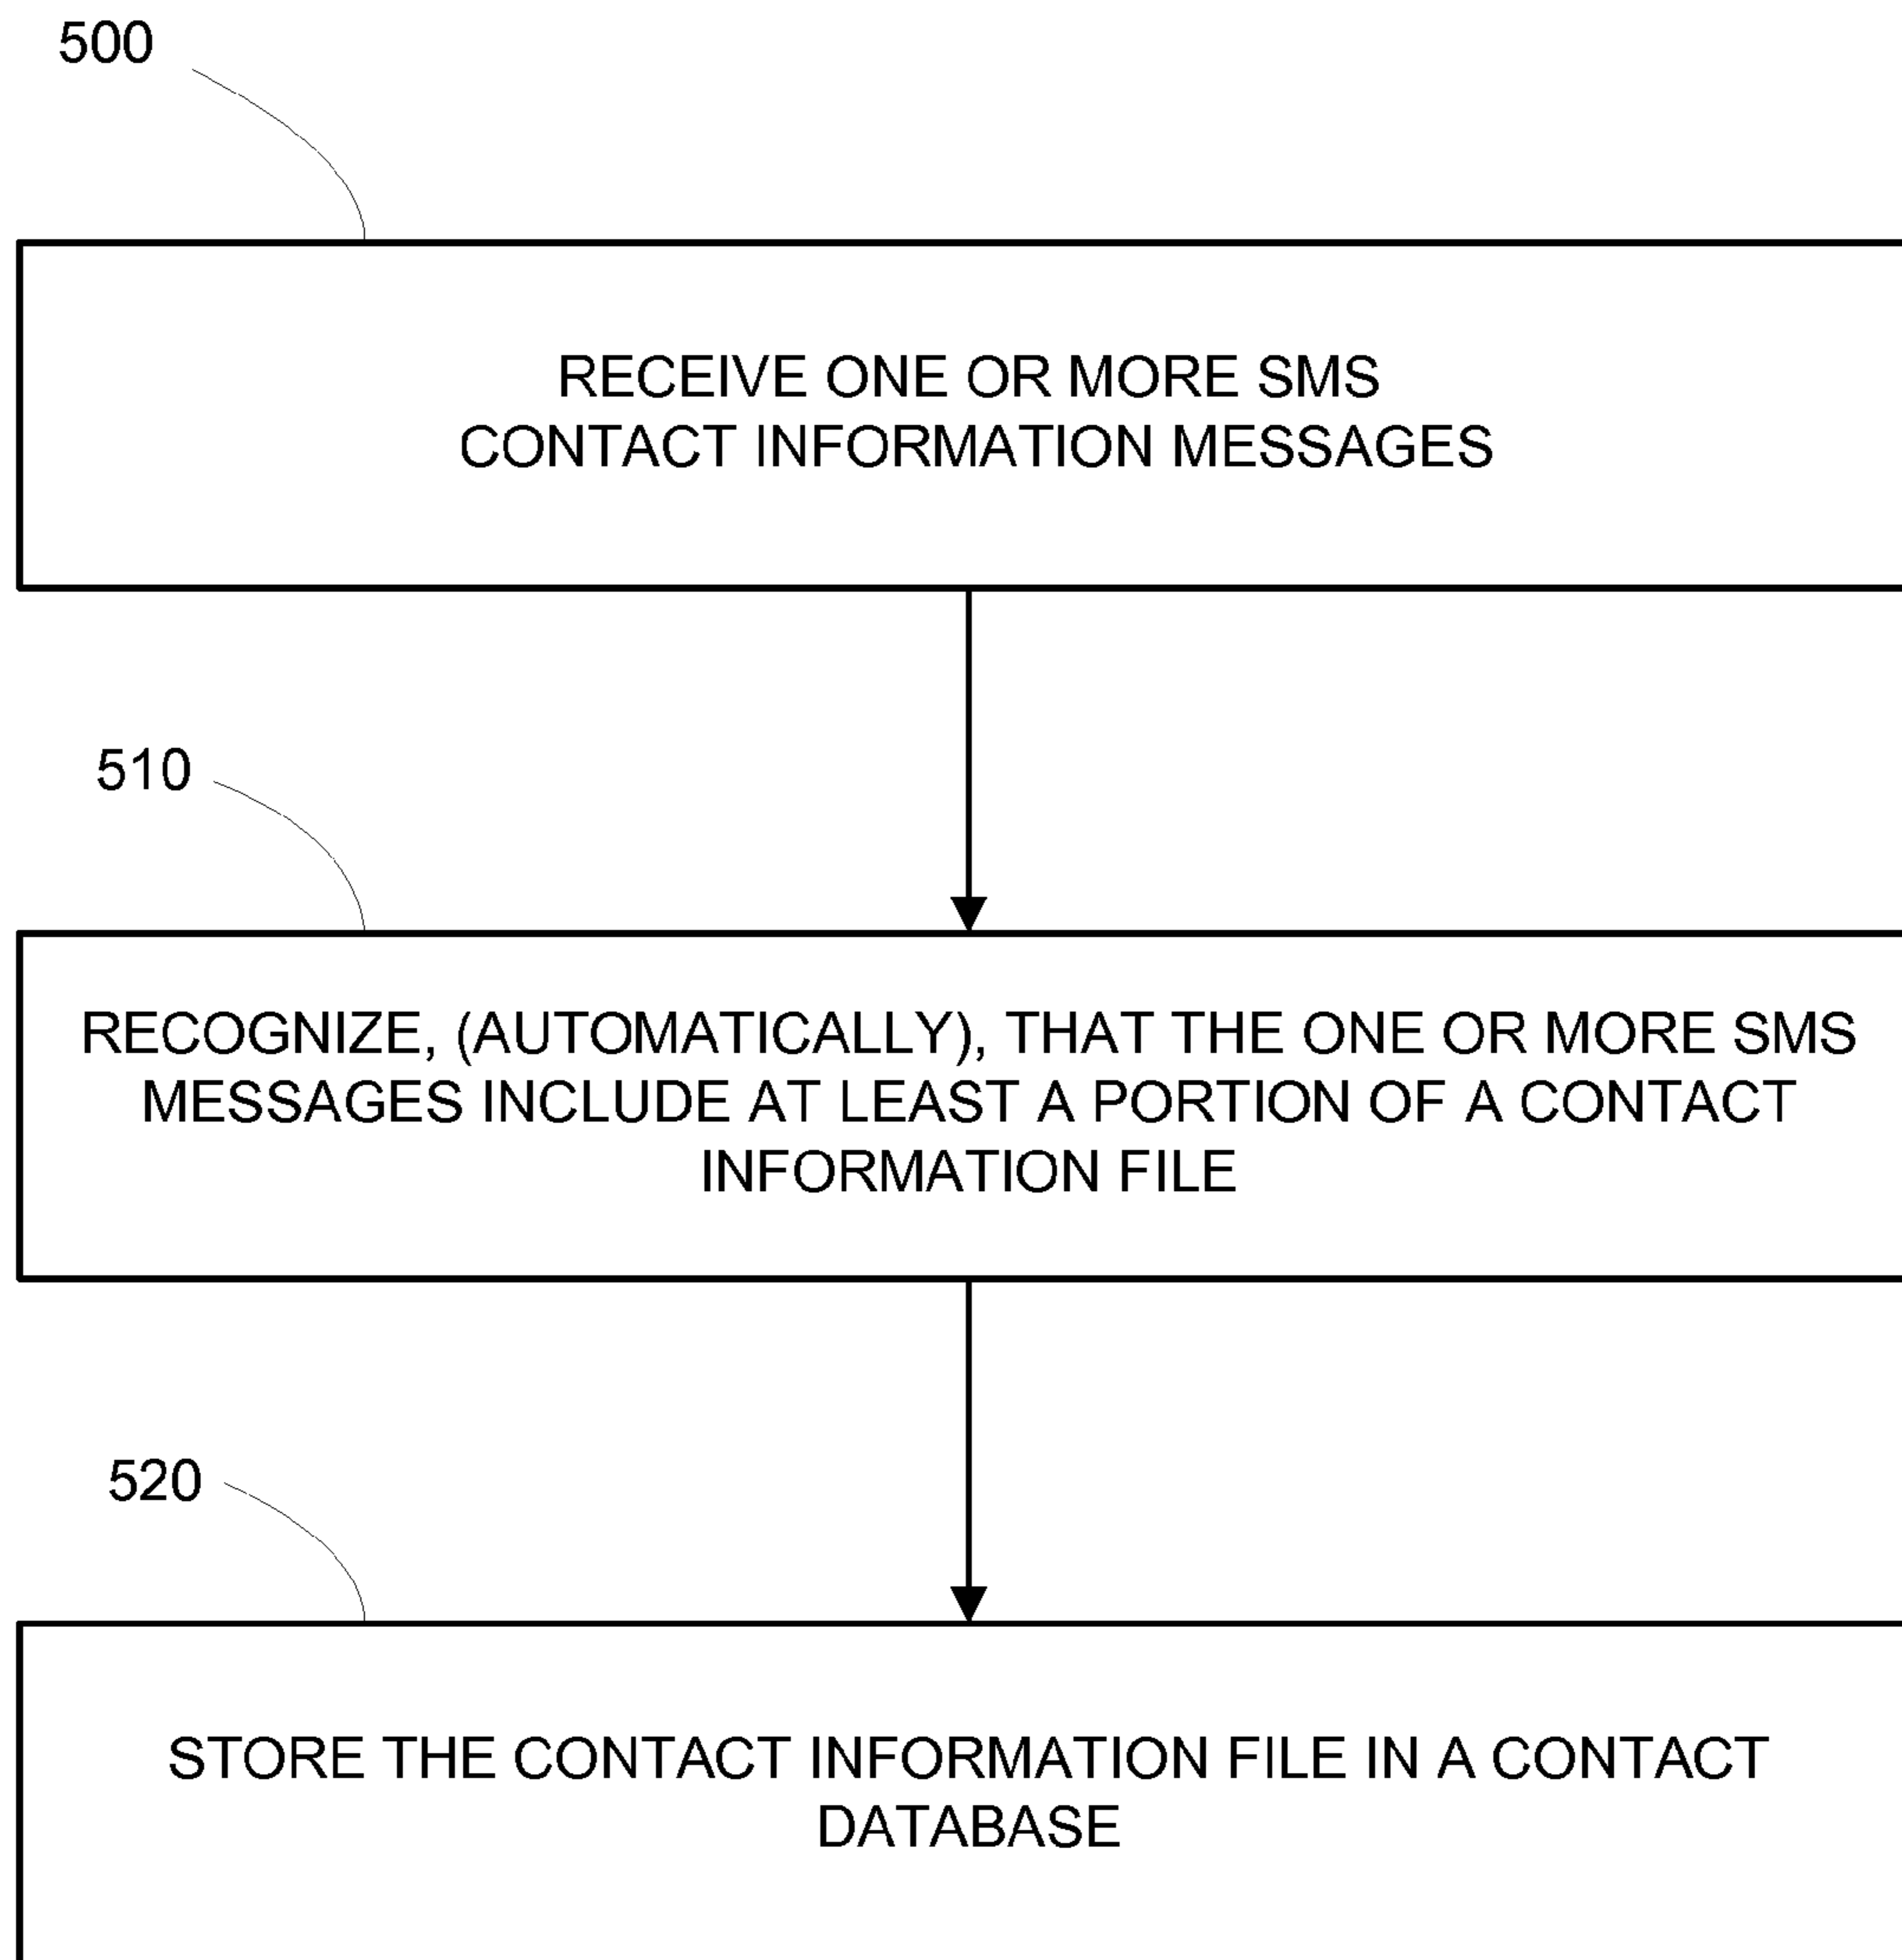 500
RECEIVE ONE OR MORE SMS
CONTACT INFORMATION MESSAGES
510
RECOGNIZE, (AUTOMATICALLY), THAT THE ONE OR MORE SMS
MESSAGES INCLUDE AT LEAST A PORTION OF A CONTACT
INFORMATION FILE
520
STORE THE CONTACT INFORMATION FILE IN A CONTACT
DATABASE